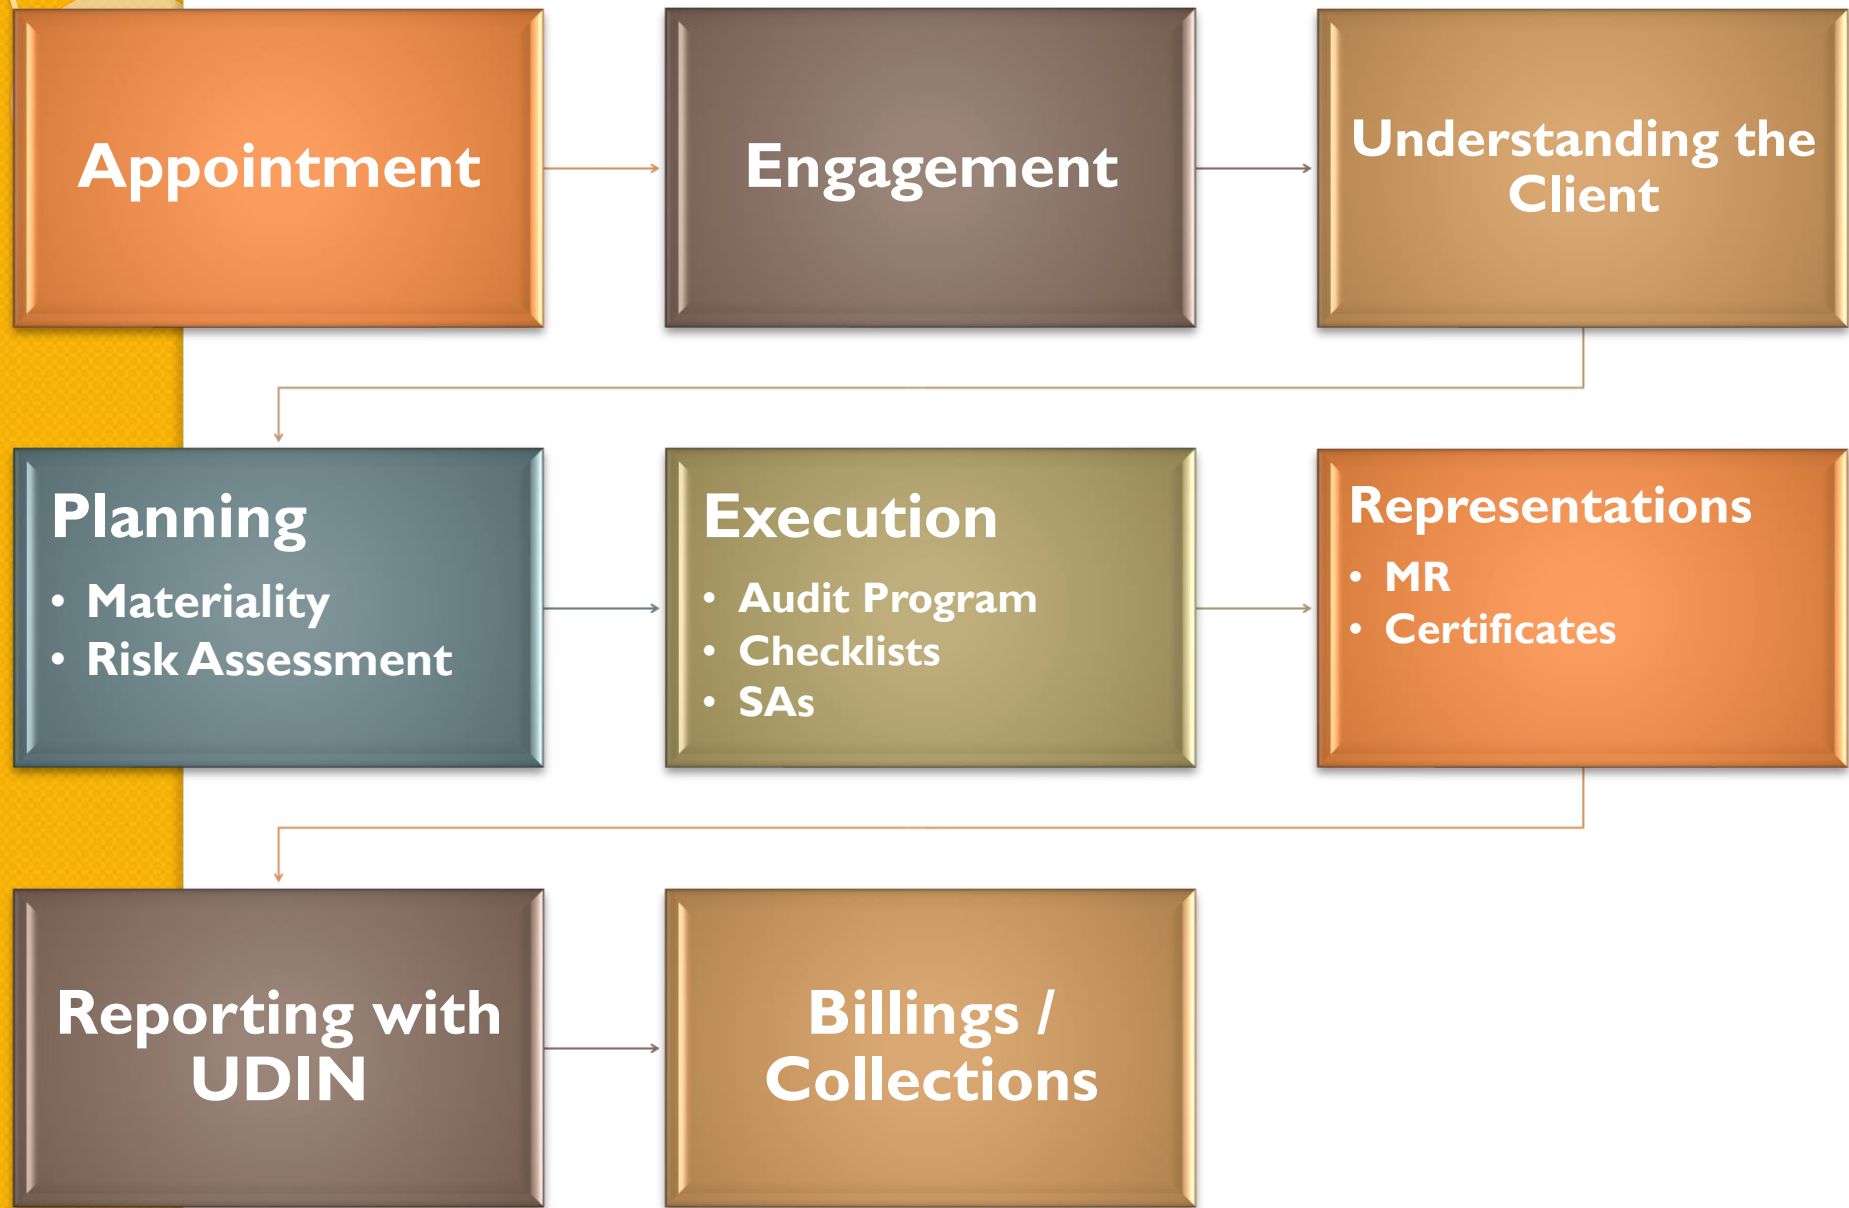 Appointment
Engagement
Understanding the
Client
Planning
• Materiality
• Risk Assessment
Execution
• Audit Program
• Checklists
• SAs
Representations
• MR
• Certificates
Reporting with
UDIN
Billings /
Collections